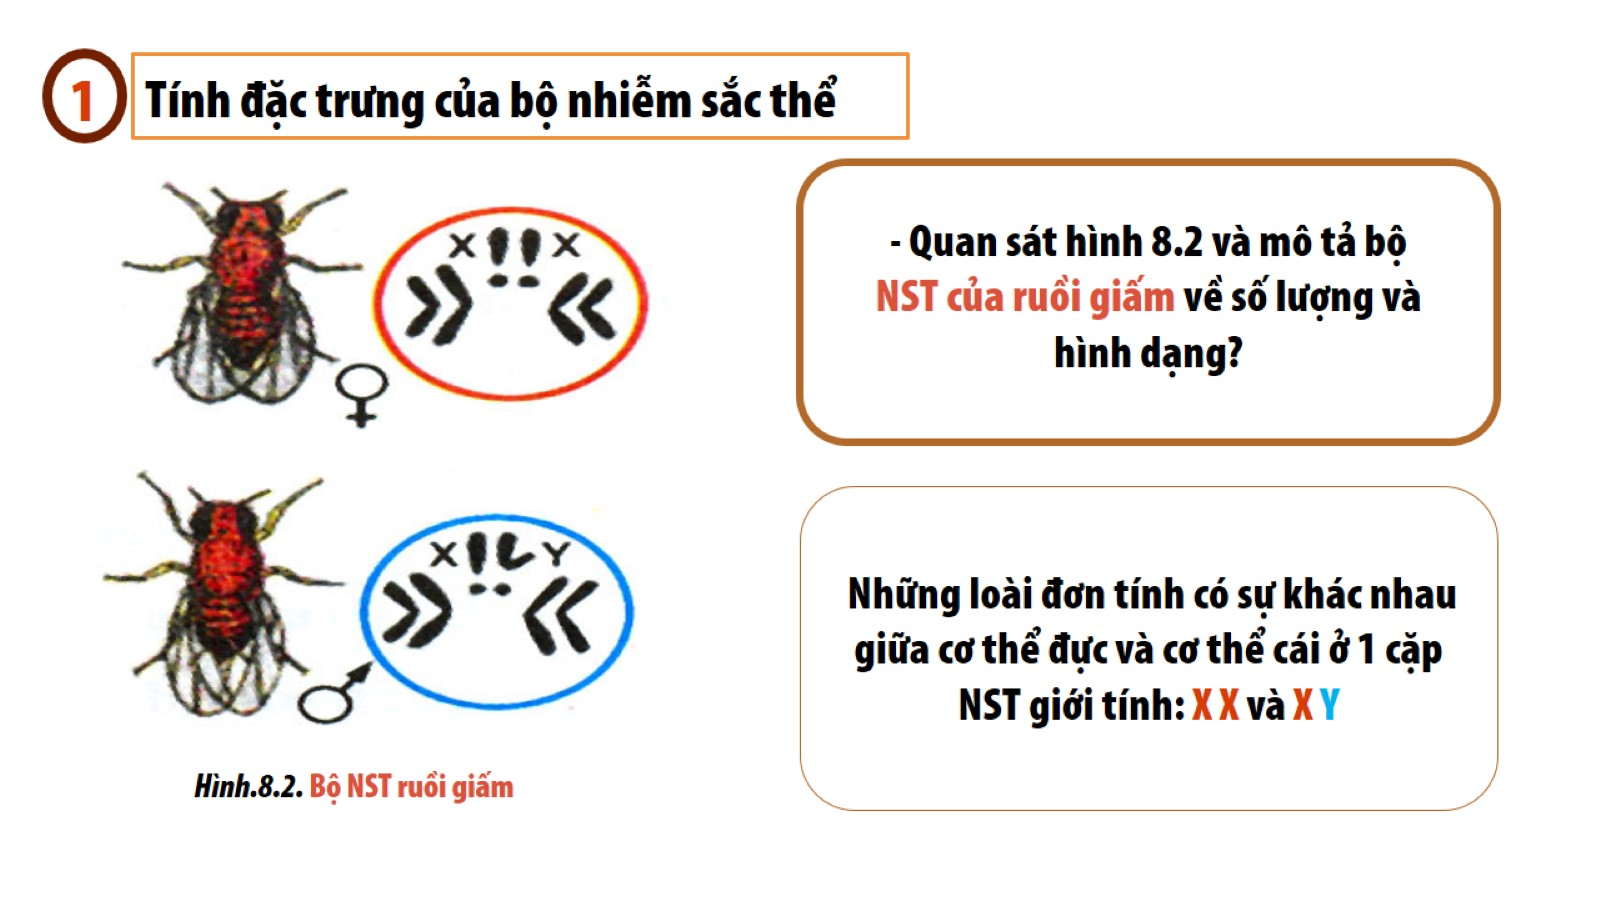 1
Tính đặc trưng của bộ nhiễm sắc thể
X X
X Y
Hình.8.2. Bộ NST ruồi giấm
- Quan sát hình 8.2 và mô tả bộ
NST của ruồi giấm về số lượng và
hình dạng?
Những loài đơn tính có sự khác nhau
giữa cơ thể đực và cơ thể cái ở 1 cặp
NST giới tính: X X và X Y